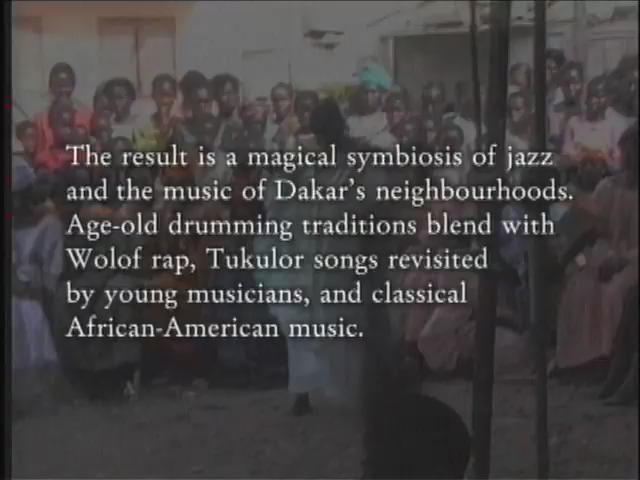 The result is a magical symbiosis of jazz
and the music of Dakar's neighbourhoods.
Age-old drumming traditions blend with
Wolof rap, Tukulor songs revisited
by young musicians, and classical
African-American music.